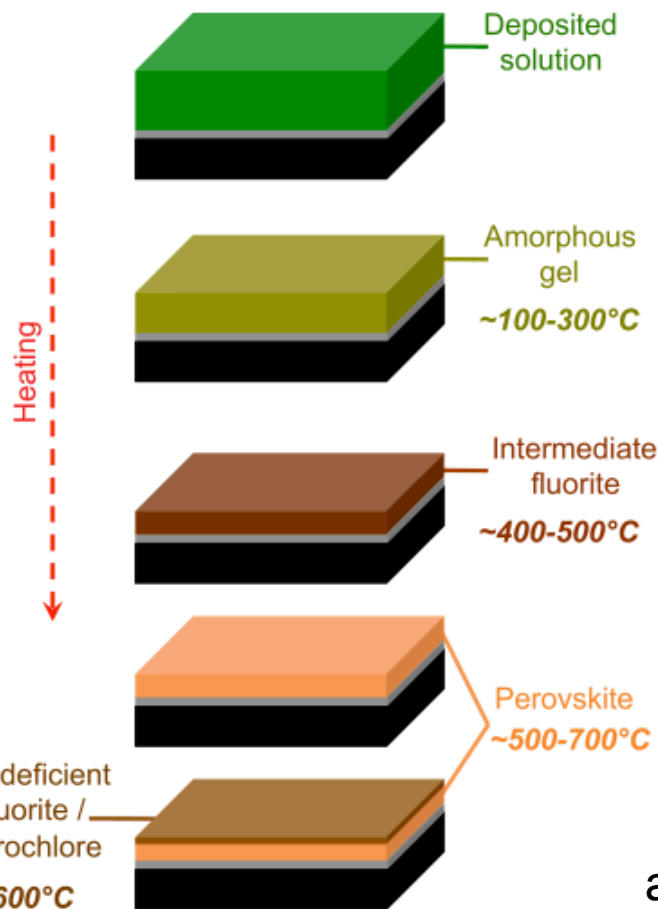 Deposited
solution
Amorphous
gel
~100-300°C
Heating
Intermediate
fluorite
~400-500°C
Perovskite
~500-700°C
deficient
uorite /
rochlore
600°C
a